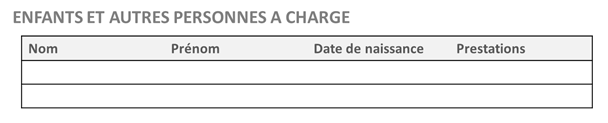 ENFANTS ET AUTRES PERSONNES A CHARGE
Nom Prénom Date de naissance Prestations